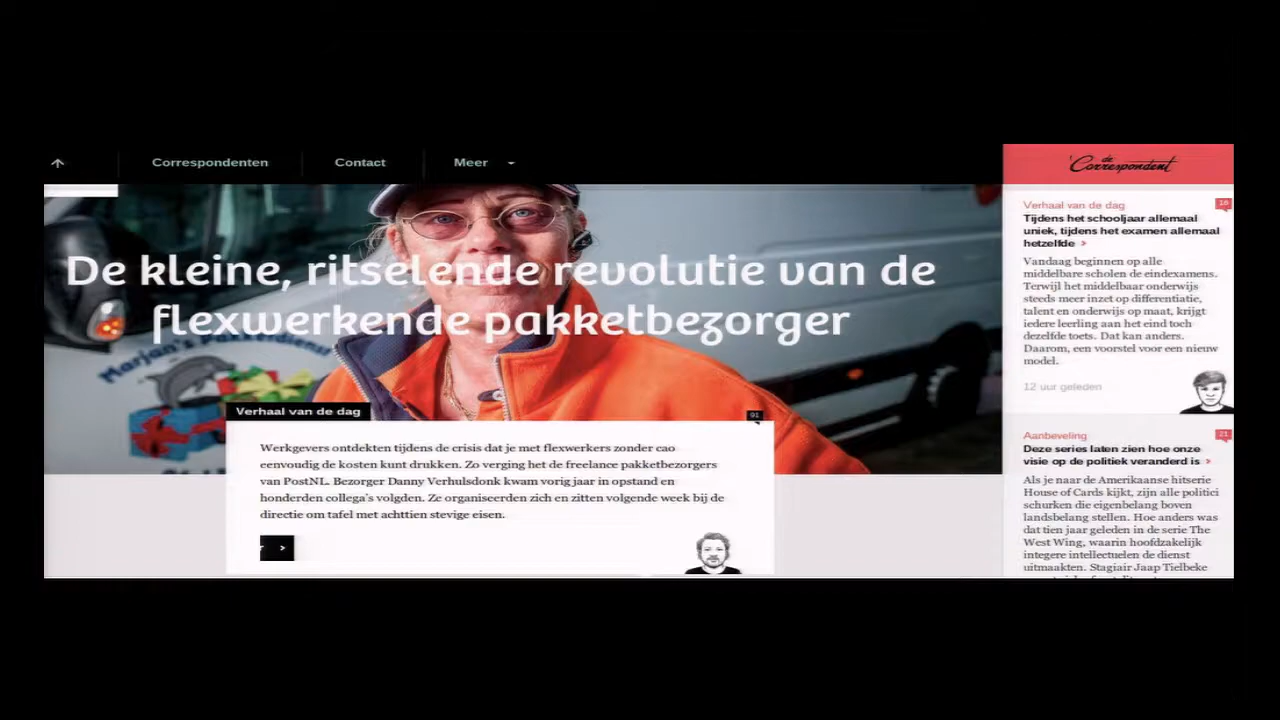 Correspondenten
Contact
Meer
De kleine, ritselende revolutie van de
flexwerkende pakketbezorger
Marjan's Pakkerdienst
Verhaal van de dag
91
Werkgevers ontdekten tijdens de crisis dat je met flexwerkers zonder cao
eenvoudig de kosten kunt drukken. Zo verging het de freelance pakketbezorgers
van PostNL. Bezorger Danny Verhulsdonk kwam vorig jaar in opstand en
honderden collega's volgden. Ze organiseerden zich en zitten volgende week bij de
directie om tafel met achttien stevige eisen.
de
Correspondent
Verhaal van de dag
16
Tijdens het schooljaar allemaal
uniek, tijdens het examen allemaal
hetzelfde
Vandaag beginnen op alle
middelbare scholen de eindexamens.
Terwijl het middelbaar onderwijs
steeds meer inzet op differentiatie,
talent en onderwijs op maat, krijgt
iedere leerling aan het eind toch
dezelfde toets. Dat kan anders.
Daarom, een voorstel voor een nieuw
model.
12 uur geleden
Aanbeveling
21
Deze series laten zien hoe onze
visie op de politiek veranderd is
Als je naar de Amerikaanse hitserie
House of Cards kijkt, zijn alle politici
schurken die eigenbelang boven
landsbelang stellen. Hoe anders was
dat tien jaar geleden in de serie The
West Wing, waarin hoofdzakelijk
integere intellectuelen de dienst
uitmaakten. Stagiair Jaap Tielbeke